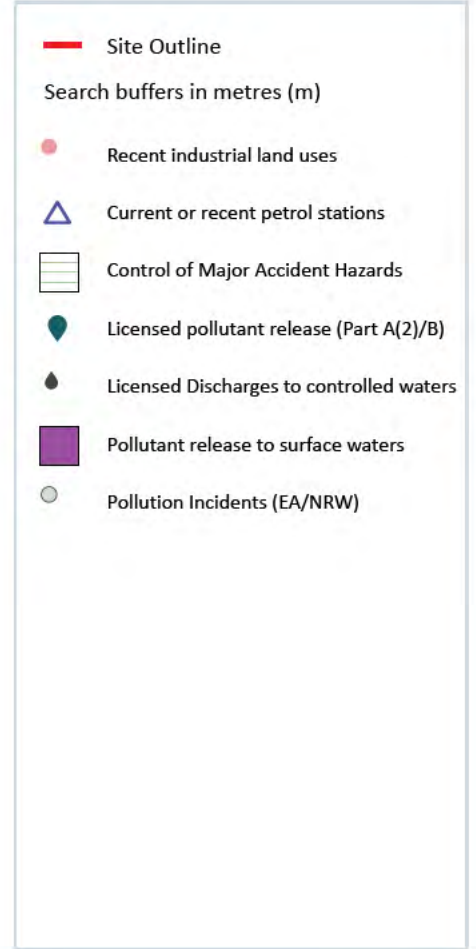 Site Outline
Search buffers in metres (m)
Recent industrial land uses
Current or recent petrol stations
Control of Major Accident Hazards
Licensed pollutant release (Part A(2)/B)
Licensed Discharges to controlled waters
Pollutant release to surface waters
Pollution Incidents (EA/NRW)